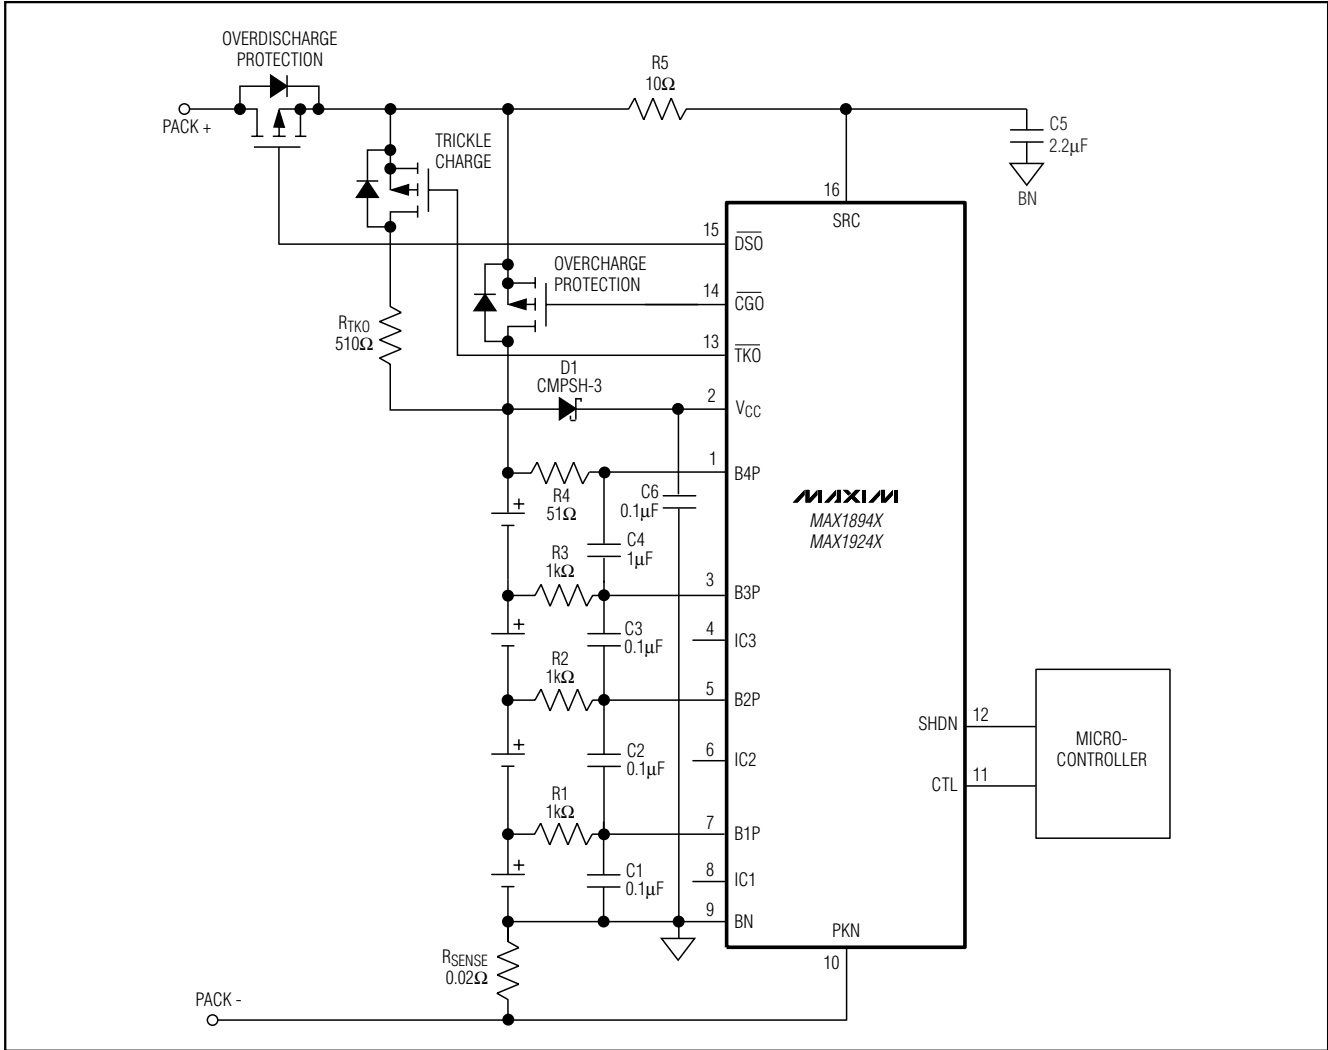 OVERDISCHARGE
PROTECTION
PACK +
R5
10Ω
C5
2.2µF
BN
TRICKLE
CHARGE
16
SRC
15
DSO
OVERCHARGE
PROTECTION
14
CGO
RTKO
510Ω
13
TKO
D1
CMPSH-3
2
VCC
1
B4P
+
R4
51Ω
C6
0.1µF
C4
1µF
MAXIM
MAX1894X
MAX1924X
R3
1kΩ
3
B3P
+
C3
0.1µF
4
IC3
R2
1kΩ
5
B2P
+
C2
0.1µF
6
IC2
SHDN
12
MICRO-
CONTROLLER
CTL
11
R1
1kΩ
7
B1P
+
C1
0.1µF
8
IC1
9
BN
PKN
10
RSENSE
0.02Ω
PACK -